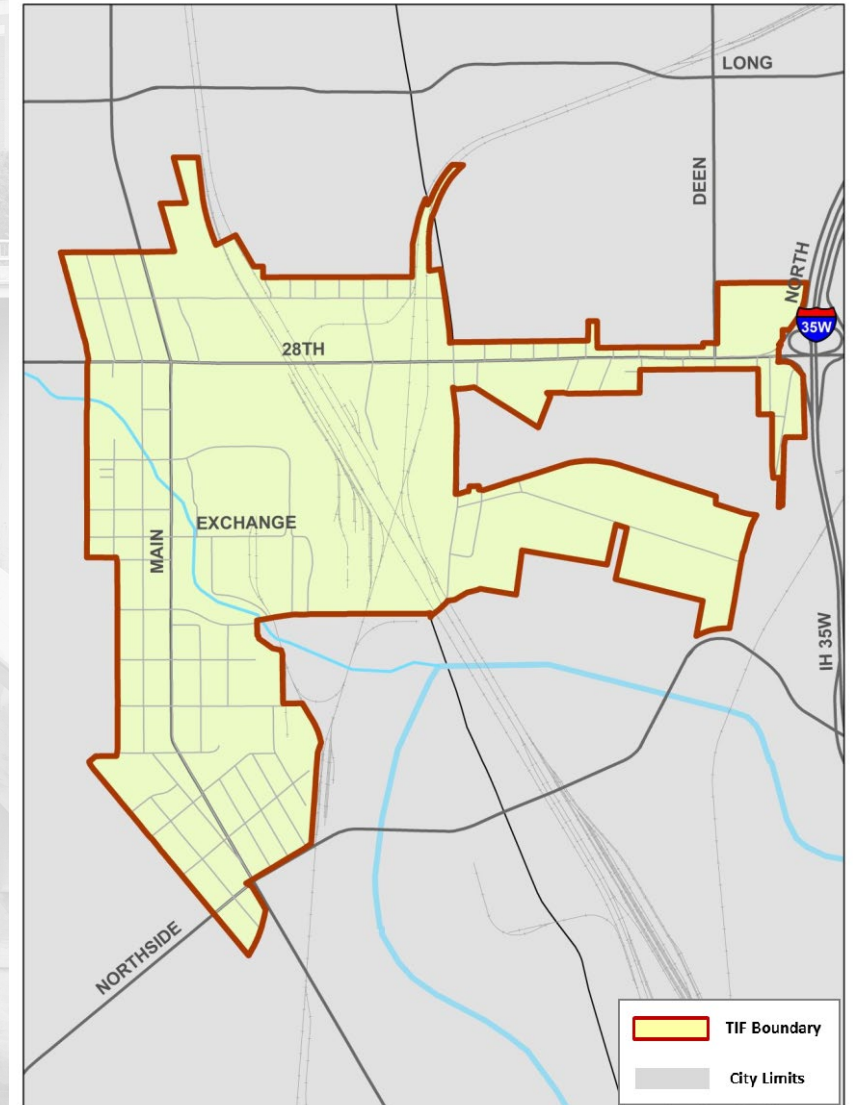 LONG
DEEN
NORTH
35W
28TH
EXCHANGE
MAIN
IH 35W
NORTHSIDE
TIF Boundary
City Limits